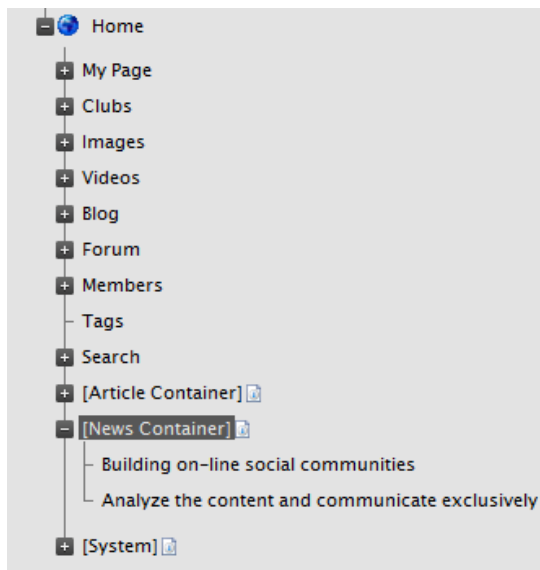 Home
My Page
Clubs
Images
Videos
Blog
Forum
Members
Tags
Search
[Article Container]
[News Container]
Building on-line social communities
Analyze the content and communicate exclusively
[System]